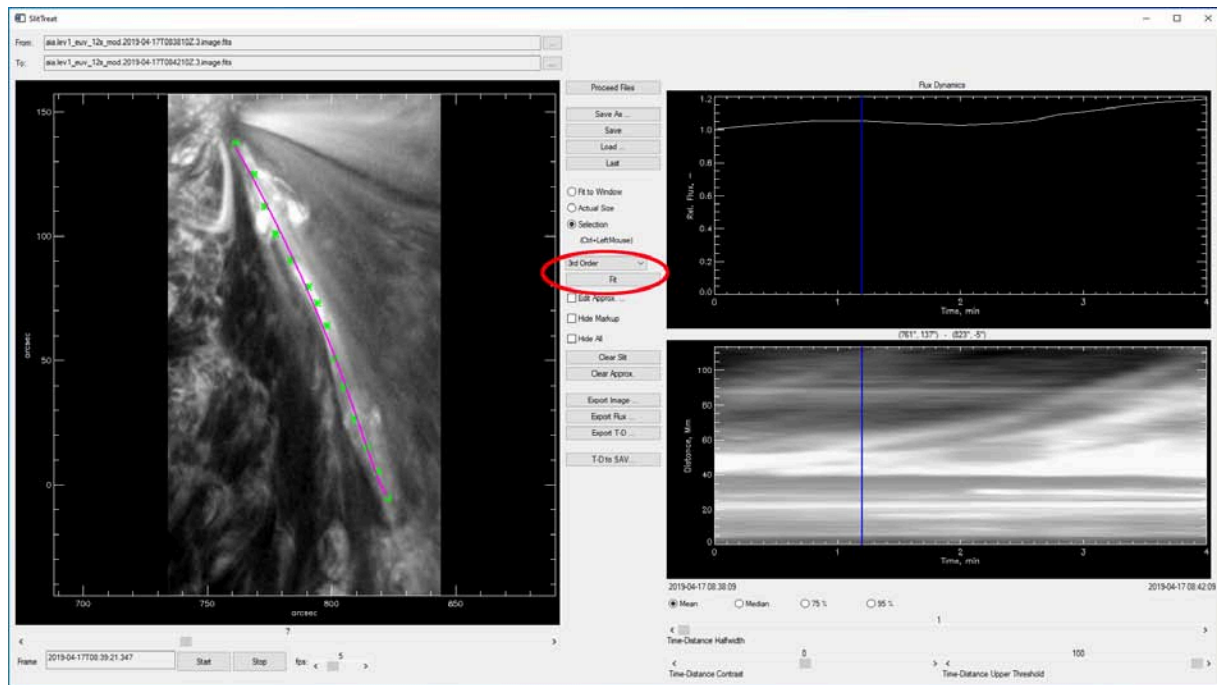 SlitTreat
From: aia.lev1_euv_12s_mod.2019-04-17T083810Z.3.image.fits ...
To: aia.lev1_euv_12s_mod.2019-04-17T084210Z.3.image.fits ...
150
100
50
0
arcsec
700 750 800 850
arcsec
7
Frame 2019-04-17T08:39:21.347 Start Stop fps: 5
Proceed Files
Save As ...
Save
Load ...
Last
Fit to Window
Actual Size
Selection
(Ctrl+LeftMouse)
3rd Order
Fit
Edit Approx. ...
Hide Markup
Hide All
Clear Slit
Clear Approx.
Export Image ...
Export Flux ...
Export T-D ...
T-D to SAV...
Flux Dynamics
1.2
1.0
0.8
0.6
0.4
0.2
0.0
Rel. Flux, –
0 1 2 3 4
Time, min
(761", 137") - (823", -5")
100
80
60
40
20
0
Distance, Mm
0 1 2 3 4
Time, min
2019-04-17 08:38:09 2019-04-17 08:42:09
Mean Median 75 % 95 %
1
Time-Distance Halfwidth
0 100
Time-Distance Contrast Time-Distance Upper Threshold